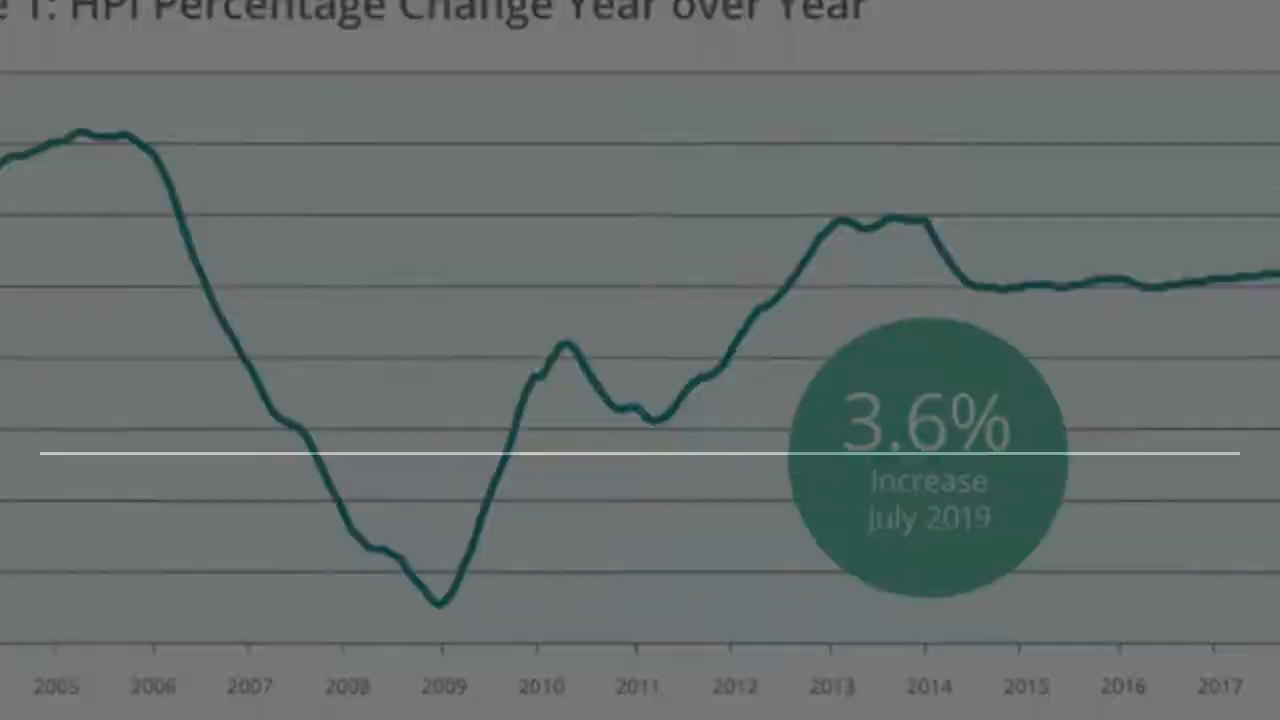 1: HPI Percentage Change Year over Year
3.6%
Increase
July 2019
2005 2006 2007 2008 2009 2010 2011 2012 2013 2014 2015 2016 2017